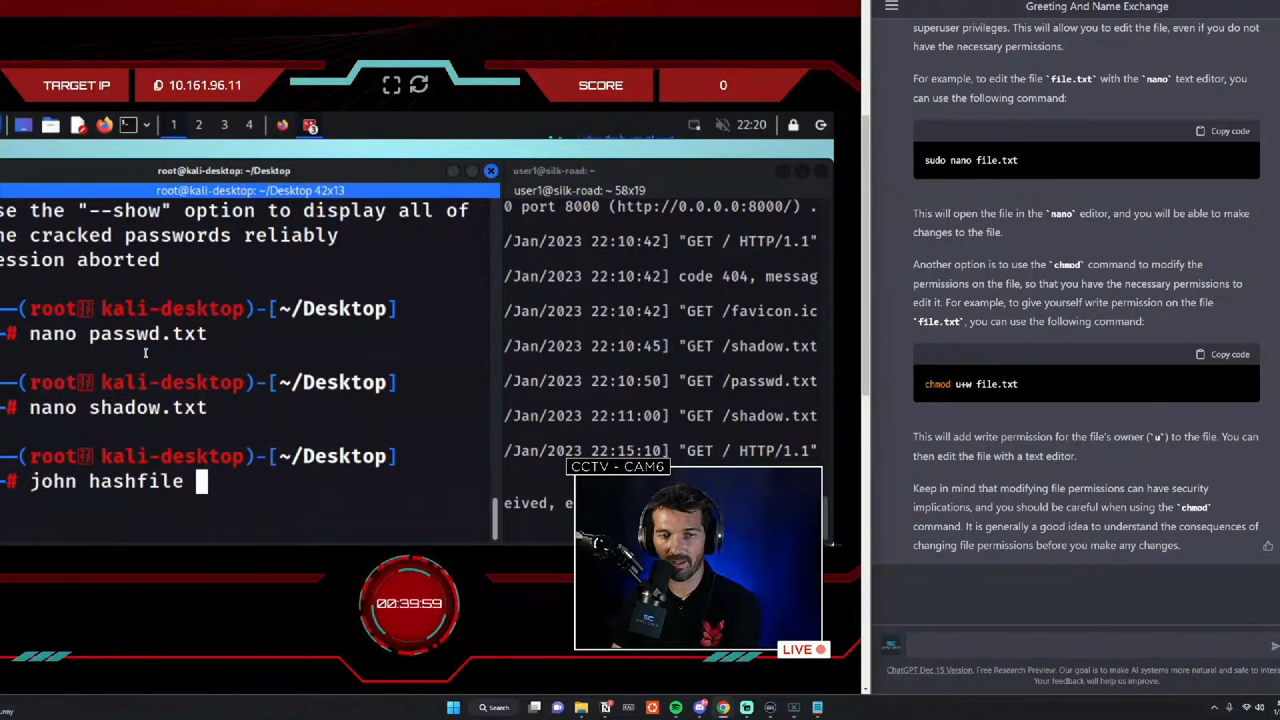 TARGET IP
10.161.96.11
SCORE
0
1 2 3 4
3
22:20
root@kali-desktop: ~/Desktop
root@kali-desktop: ~/Desktop 42x13
se the "--show" option to display all of
ne cracked passwords reliably
ession aborted
(root kali-desktop)-[~/Desktop]
# nano passwd.txt
(root kali-desktop)-[~/Desktop]
# nano shadow.txt
(root kali-desktop)-[~/Desktop]
# john hashfile
user1@silk-road: ~
user1@silk-road: ~ 58x19
0 port 8000 (http://0.0.0.0:8000/) .
/Jan/2023 22:10:42] "GET / HTTP/1.1"
/Jan/2023 22:10:42] code 404, messag
/Jan/2023 22:10:42] "GET /favicon.ic
/Jan/2023 22:10:45] "GET /shadow.txt
/Jan/2023 22:10:50] "GET /passwd.txt
/Jan/2023 22:11:00] "GET /shadow.txt
/Jan/2023 22:15:10] "GET / HTTP/1.1"
eived, e
CCTV - CAM6
00:39:59
LIVE
Greeting And Name Exchange
superuser privileges. This will allow you to edit the file, even if you do not
have the necessary permissions.
For example, to edit the file `file.txt` with the `nano` text editor, you
can use the following command:
Copy code
sudo nano file.txt
This will open the file in the `nano` editor, and you will be able to make
changes to the file.
Another option is to use the `chmod` command to modify the
permissions on the file, so that you have the necessary permissions to
edit it. For example, to give yourself write permission on the file
`file.txt`, you can use the following command:
Copy code
chmod u+w file.txt
This will add write permission for the file's owner (`u`) to the file. You can
then edit the file with a text editor.
Keep in mind that modifying file permissions can have security
implications, and you should be careful when using the `chmod`
command. It is generally a good idea to understand the consequences of
changing file permissions before you make any changes.
ChatGPT Dec 15 Version. Free Research Preview. Our goal is to make AI systems more natural and safe to intera
Your feedback will help us improve.
Search